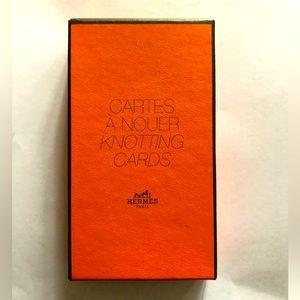 CARTES
À NOUER
KNOTTING
CARDS
HERMÈS
PARIS